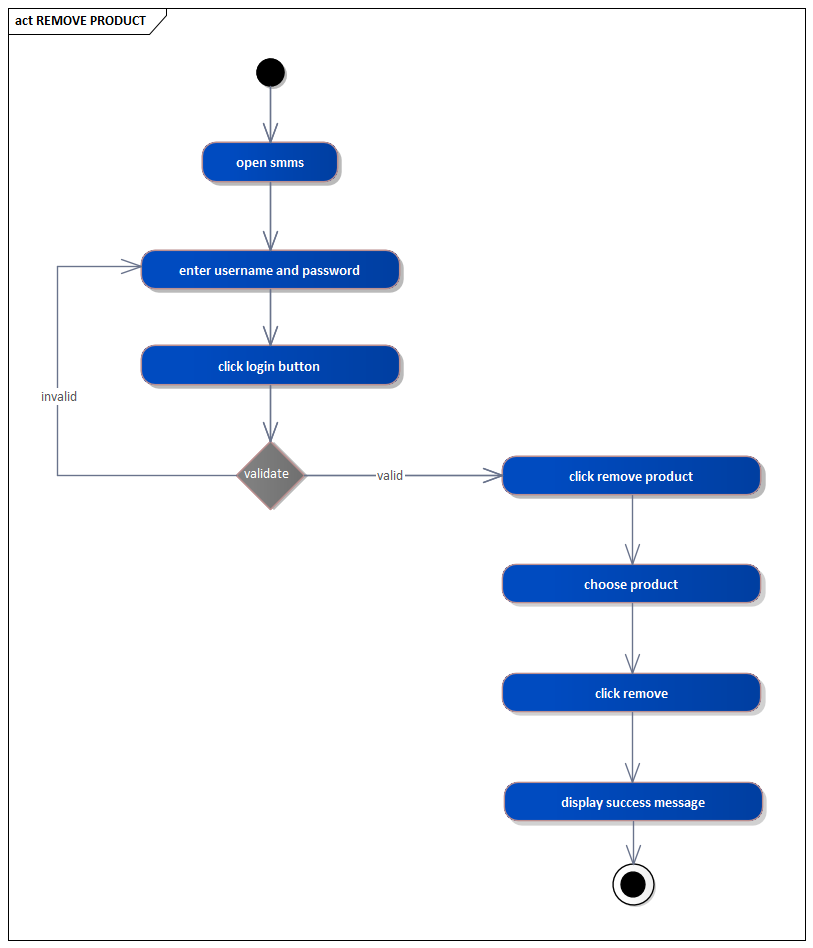 act REMOVE PRODUCT
open smms
enter username and password
click login button
invalid
validate
valid
click remove product
choose product
click remove
display success message